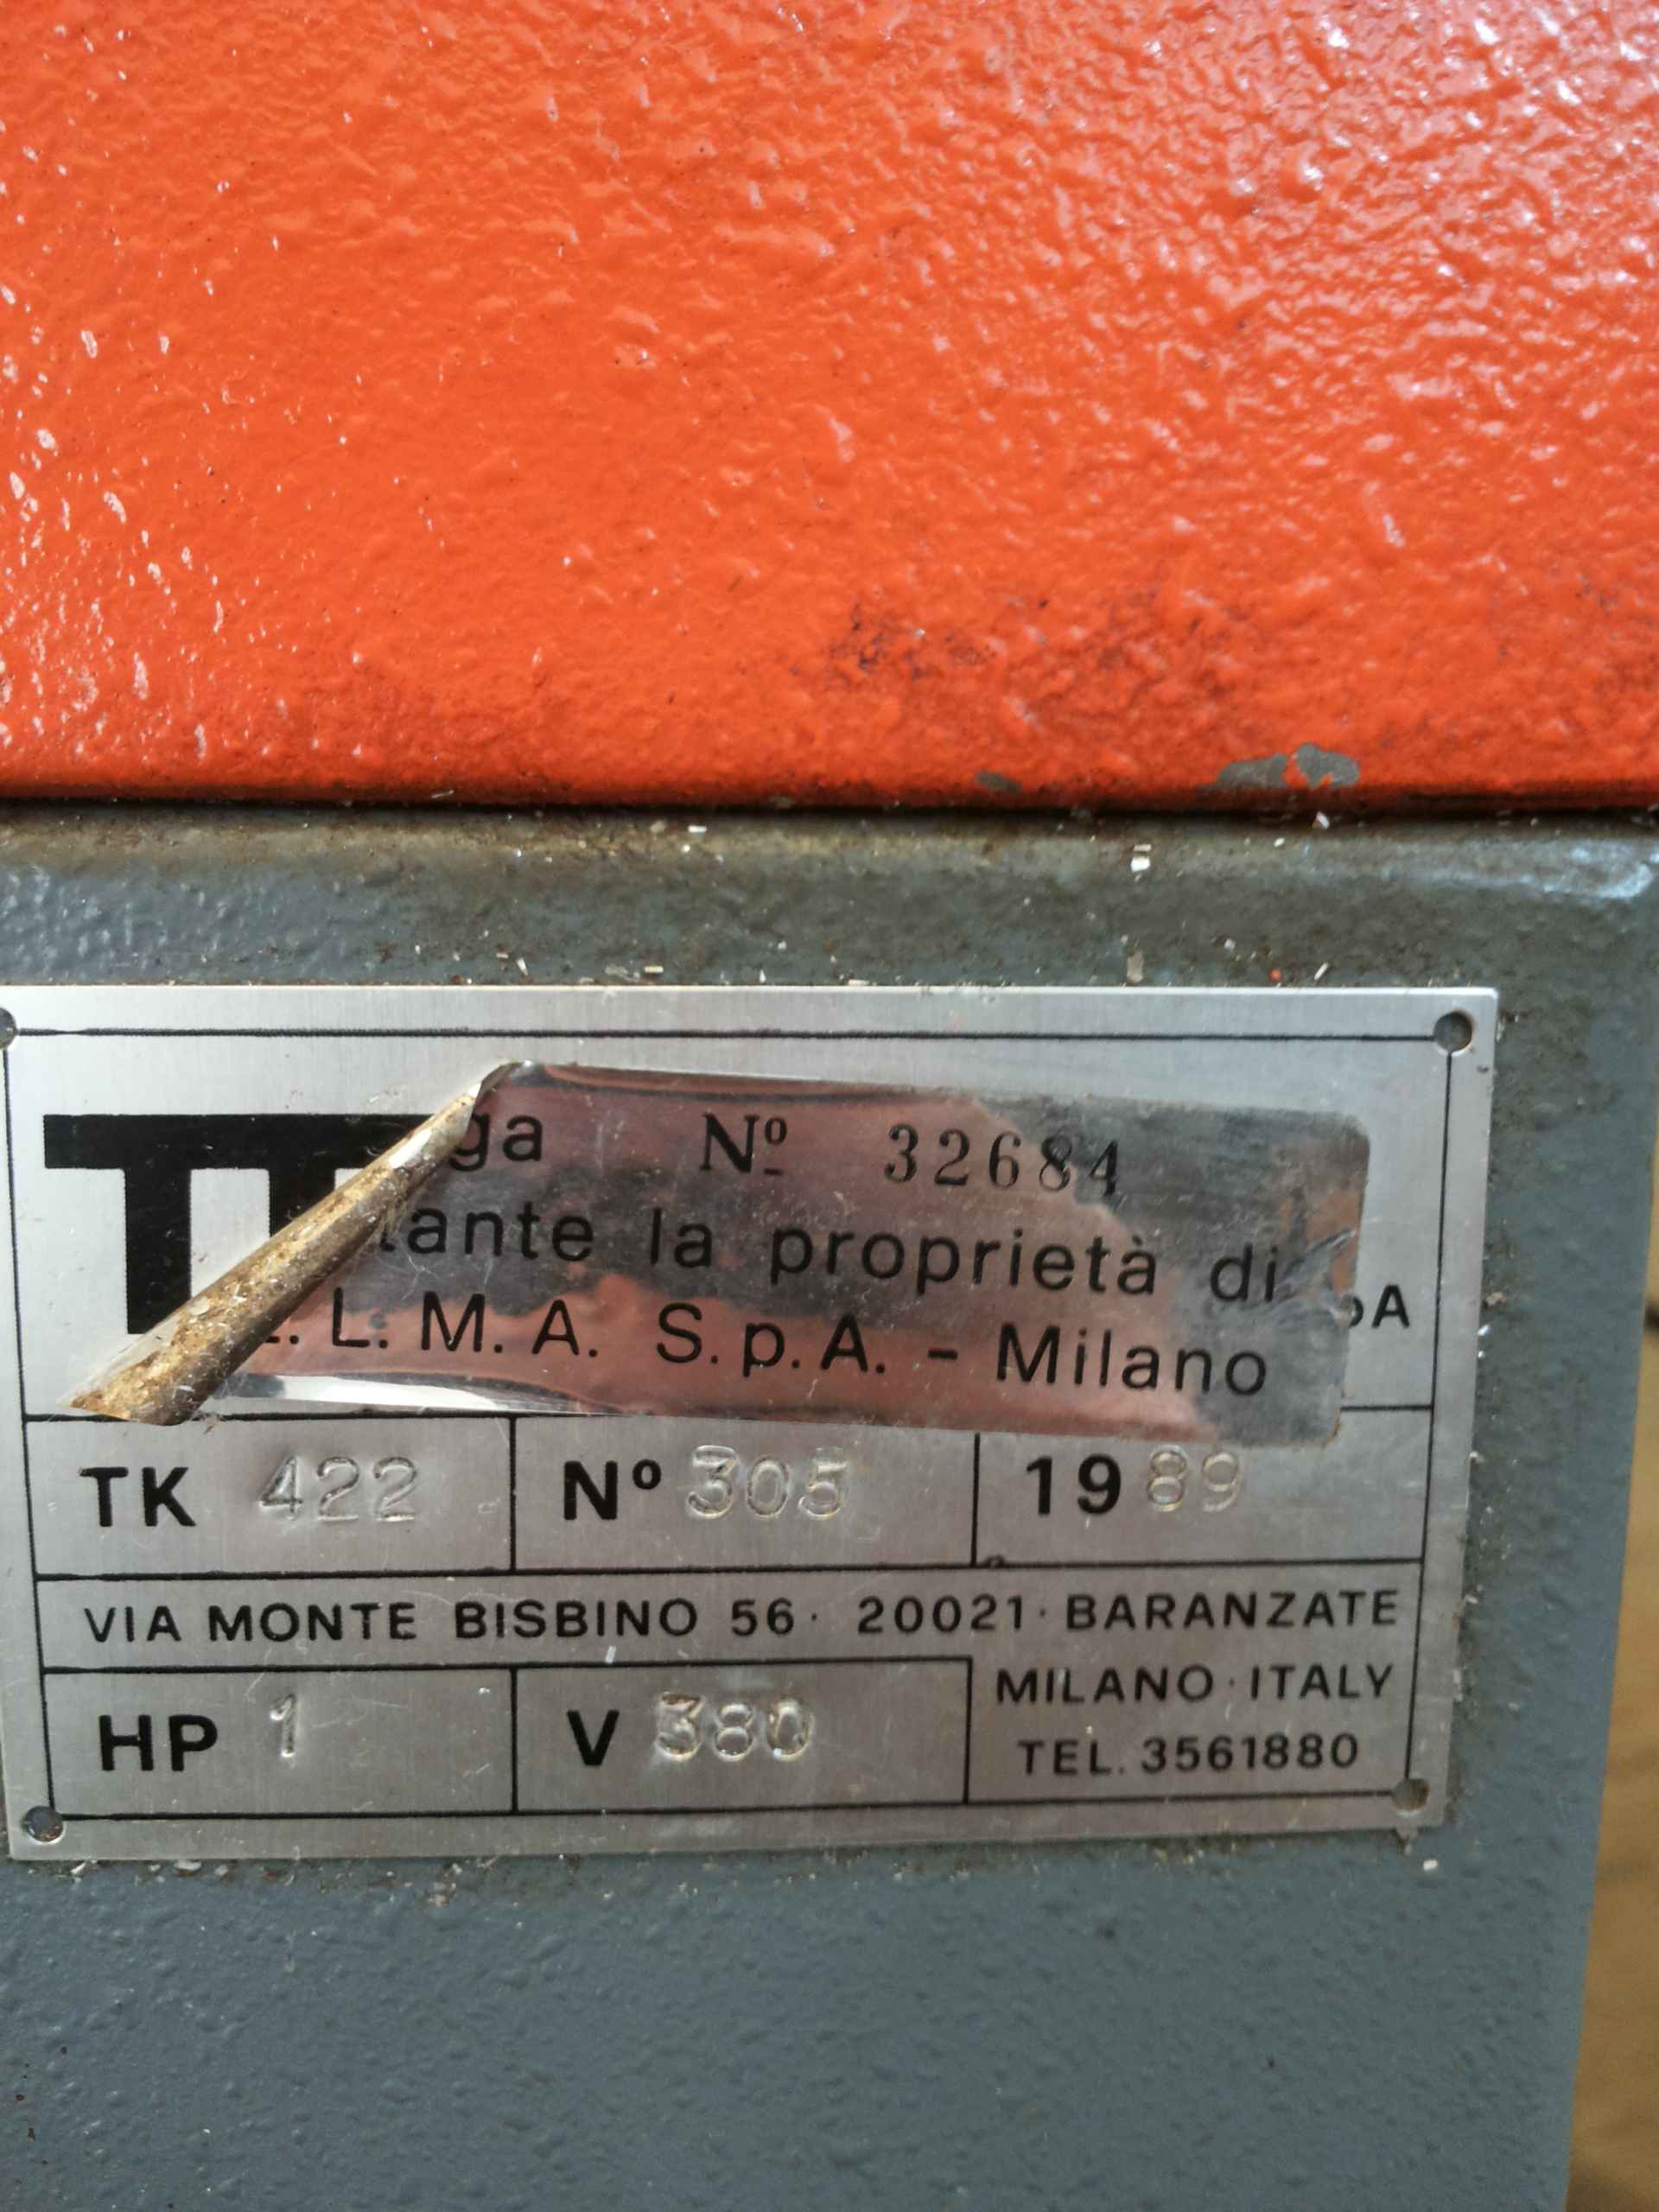 TT
ga Nº 32684
tante la proprietà di
L. M. A. S.p.A. - Milano
TK 422 Nº 305 1989
VIA MONTE BISBINO 56 · 20021 · BARANZATE
MILANO · ITALY
HP 1 V 380
TEL. 3561880